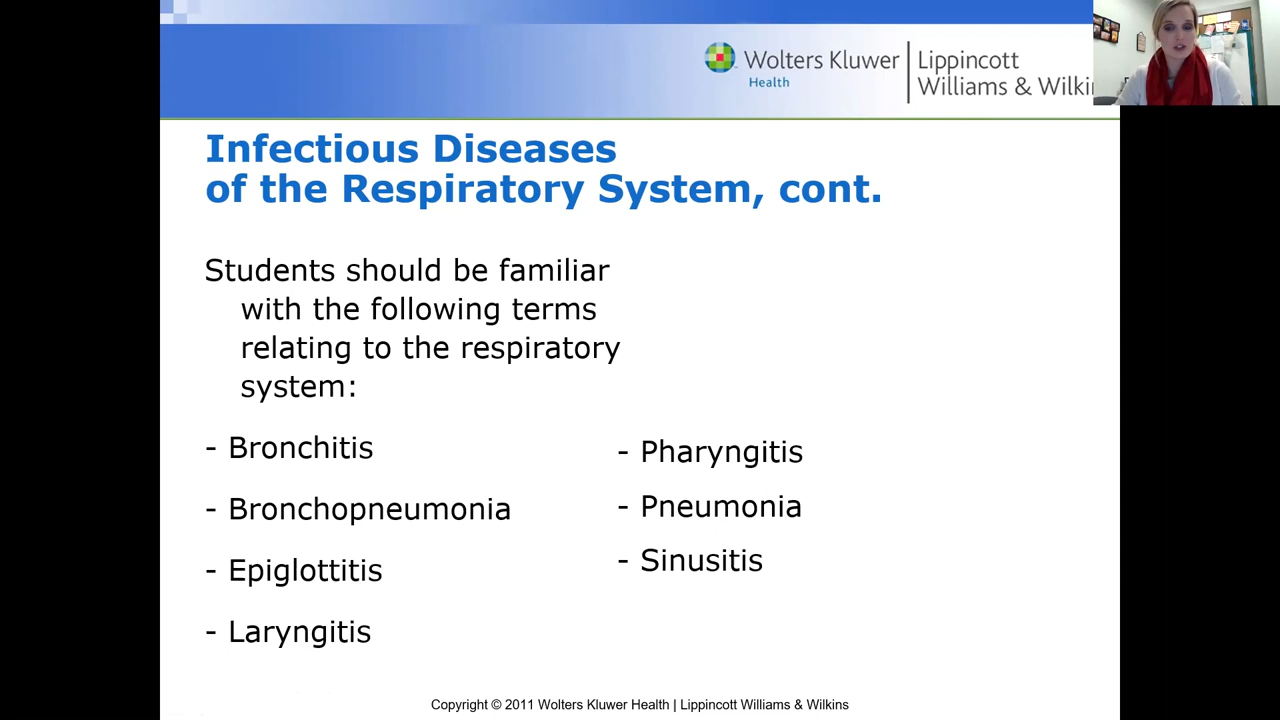 Wolters Kluwer
Health
Lippincott
Williams & Wilki
Infectious Diseases
of the Respiratory System, cont.
Students should be familiar
with the following terms
relating to the respiratory
system:
- Bronchitis
- Bronchopneumonia
- Epiglottitis
- Laryngitis
- Pharyngitis
- Pneumonia
- Sinusitis
Copyright © 2011 Wolters Kluwer Health | Lippincott Williams & Wilkins